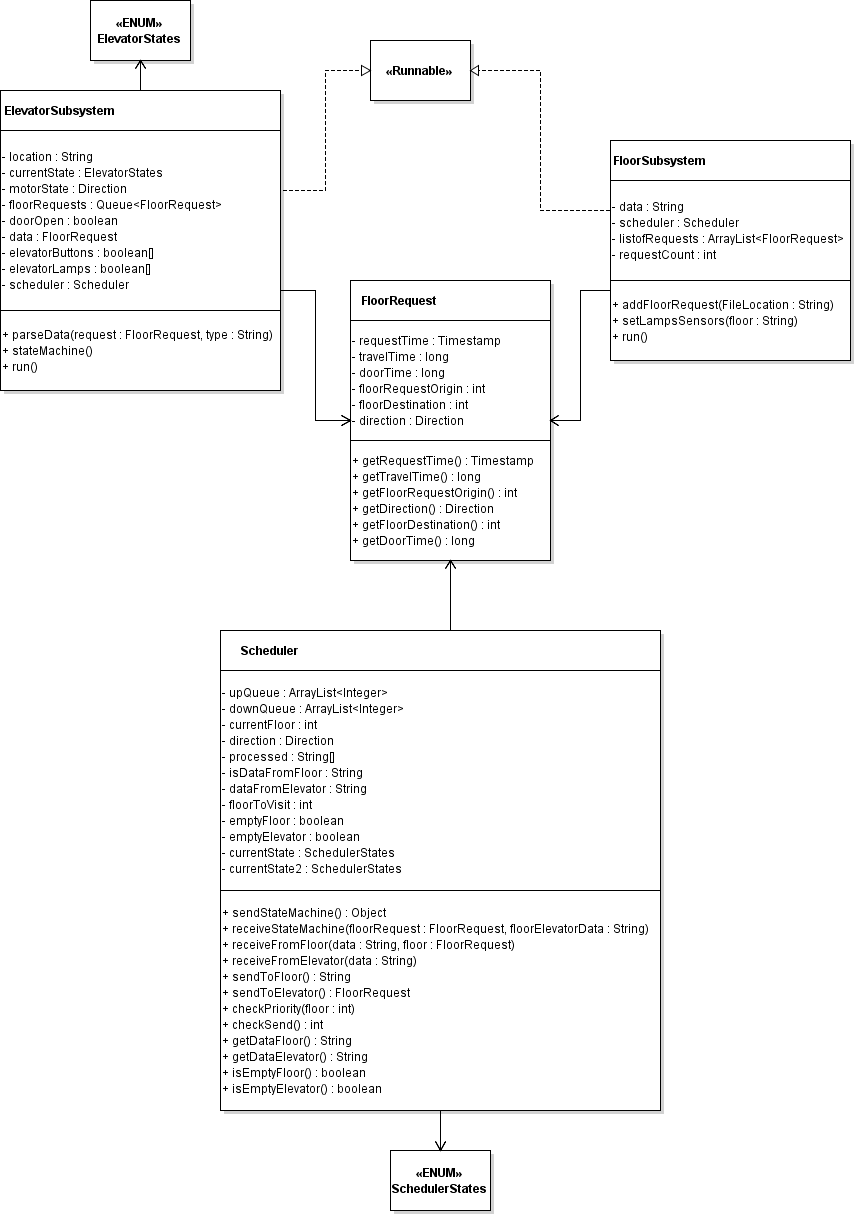 «ENUM»
ElevatorStates
«Runnable»
ElevatorSubsystem
- location : String
- currentState : ElevatorStates
- motorState : Direction
- floorRequests : Queue<FloorRequest>
- doorOpen : boolean
- data : FloorRequest
- elevatorButtons : boolean[]
- elevatorLamps : boolean[]
- scheduler : Scheduler
+ parseData(request : FloorRequest, type : String)
+ stateMachine()
+ run()
FloorSubsystem
- data : String
- scheduler : Scheduler
- listofRequests : ArrayList<FloorRequest>
- requestCount : int
+ addFloorRequest(FileLocation : String)
+ setLampsSensors(floor : String)
+ run()
FloorRequest
- requestTime : Timestamp
- travelTime : long
- doorTime : long
- floorRequestOrigin : int
- floorDestination : int
- direction : Direction
+ getRequestTime() : Timestamp
+ getTravelTime() : long
+ getFloorRequestOrigin() : int
+ getDirection() : Direction
+ getFloorDestination() : int
+ getDoorTime() : long
Scheduler
- upQueue : ArrayList<Integer>
- downQueue : ArrayList<Integer>
- currentFloor : int
- direction : Direction
- processed : String[]
- isDataFromFloor : String
- dataFromElevator : String
- floorToVisit : int
- emptyFloor : boolean
- emptyElevator : boolean
- currentState : SchedulerStates
- currentState2 : SchedulerStates
+ sendStateMachine() : Object
+ receiveStateMachine(floorRequest : FloorRequest, floorElevatorData : String)
+ receiveFromFloor(data : String, floor : FloorRequest)
+ receiveFromElevator(data : String)
+ sendToFloor() : String
+ sendToElevator() : FloorRequest
+ checkPriority(floor : int)
+ checkSend() : int
+ getDataFloor() : String
+ getDataElevator() : String
+ isEmptyFloor() : boolean
+ isEmptyElevator() : boolean
«ENUM»
SchedulerStates